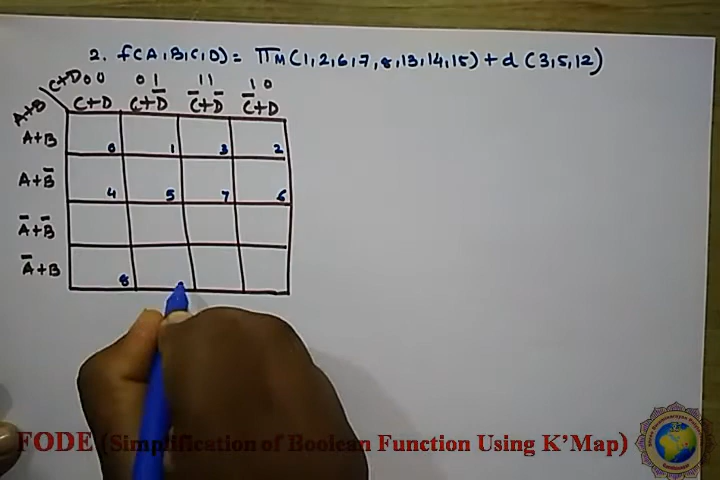 2. f(A,B,C,D) = ΠM(1,2,6,7,8,13,14,15) + d(3,5,12)
C+D 00 01 11 10
A+B C+D C+D̅ C̅+D̅ C̅+D
A+B 0 1 3 2
A+B̅ 4 5 7 6
A̅+B̅
A̅+B 8
FODE (Simplification of Boolean Function Using K'Map)